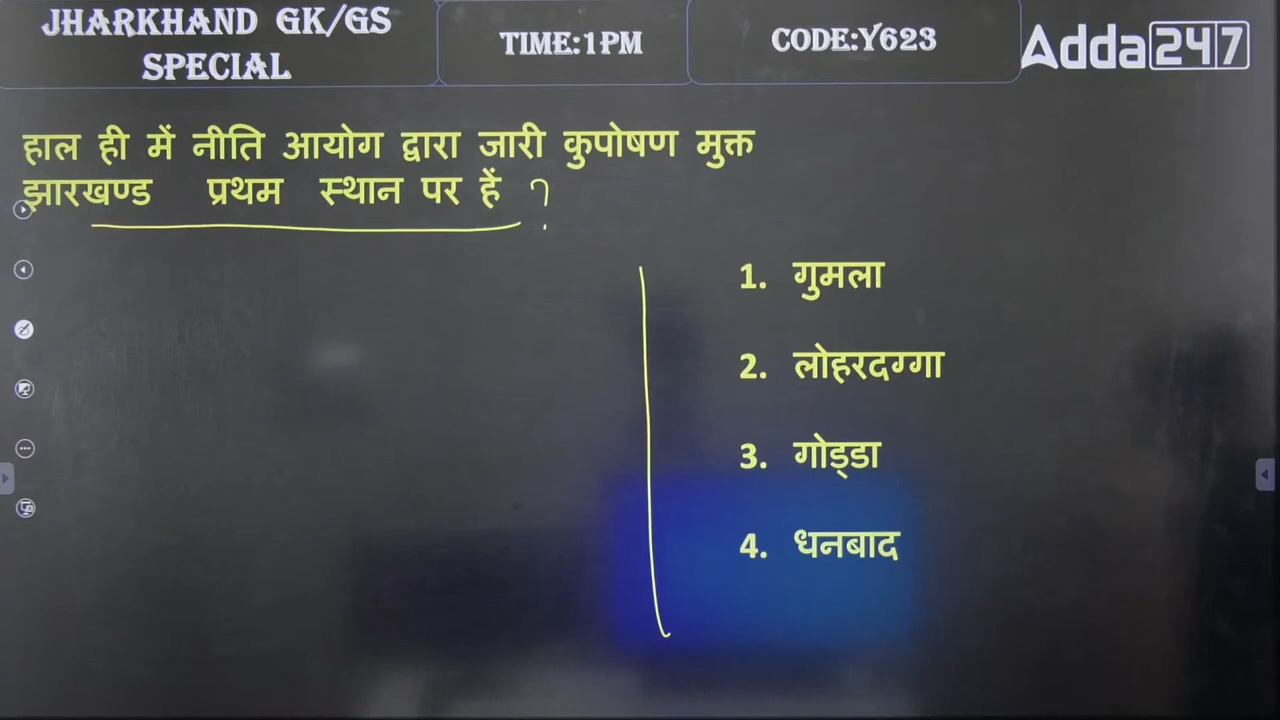 JHARKHAND GK/GS
SPECIAL
TIME:1PM
CODE:Y623
Adda247
हाल ही में नीति आयोग द्वारा जारी कुपोषण मुक्त
झारखण्ड प्रथम स्थान पर हें ?
1. गुमला
2. लोहरदग्गा
3. गोड्डा
4. धनबाद